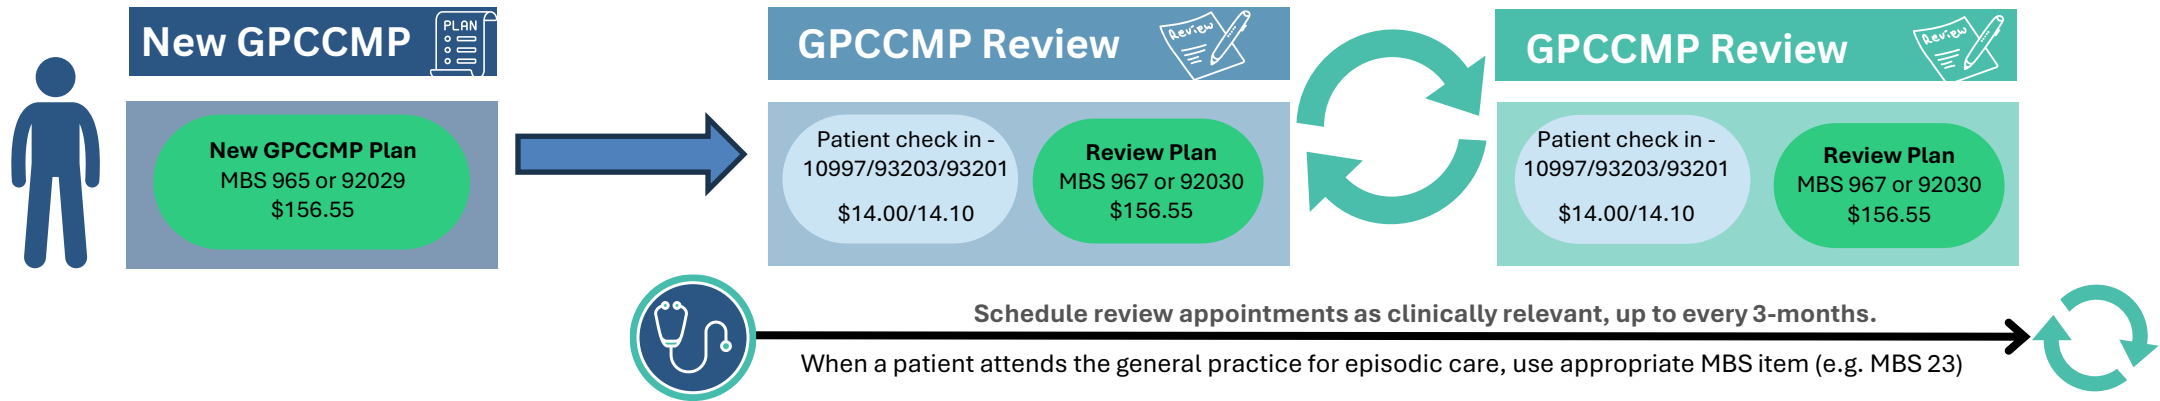 New GPCCMP
PLAN
New GPCCMP Plan
MBS 965 or 92029
$156.55
GPCCMP Review
Review
Patient check in -
10997/93203/93201
$14.00/14.10
Review Plan
MBS 967 or 92030
$156.55
GPCCMP Review
Review
Patient check in -
10997/93203/93201
$14.00/14.10
Review Plan
MBS 967 or 92030
$156.55
Schedule review appointments as clinically relevant, up to every 3-months.
When a patient attends the general practice for episodic care, use appropriate MBS item (e.g. MBS 23)